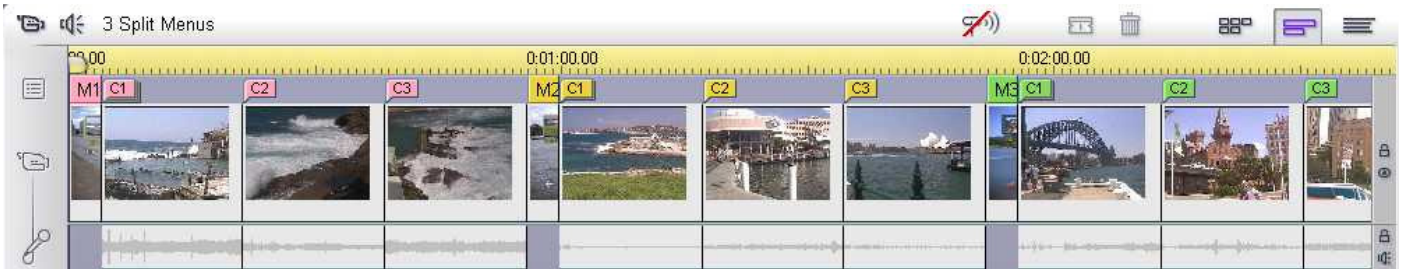 3 Split Menus
00.00 0:01:00.00 0:02:00.00
M1 C1 C2 C3 M2 C1 C2 C3 M3 C1 C2 C3